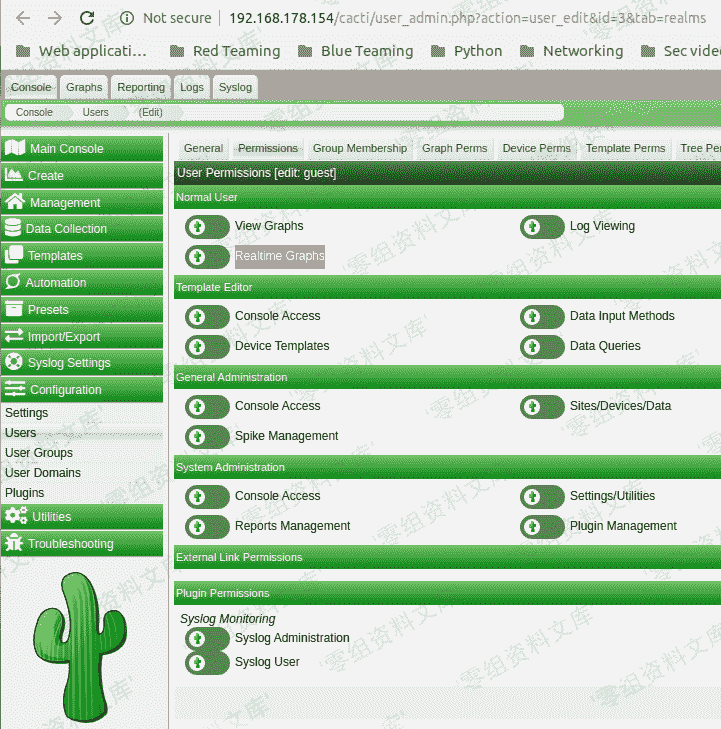 Not secure | 192.168.178.154/cacti/user_admin.php?action=user_edit&id=3&tab=realms
Web applicati… Red Teaming Blue Teaming Python Networking Sec vide
Console Graphs Reporting Logs Syslog
Console Users (Edit)
Main Console
Create
Management
Data Collection
Templates
Automation
Presets
Import/Export
Syslog Settings
Configuration
Settings
Users
User Groups
User Domains
Plugins
Utilities
Troubleshooting
General Permissions Group Membership Graph Perms Device Perms Template Perms Tree Per
User Permissions [edit: guest]
Normal User
View Graphs Log Viewing
Realtime Graphs
Template Editor
Console Access Data Input Methods
Device Templates Data Queries
General Administration
Console Access Sites/Devices/Data
Spike Management
System Administration
Console Access Settings/Utilities
Reports Management Plugin Management
External Link Permissions
Plugin Permissions
Syslog Monitoring
Syslog Administration
Syslog User
'零组资料文库'